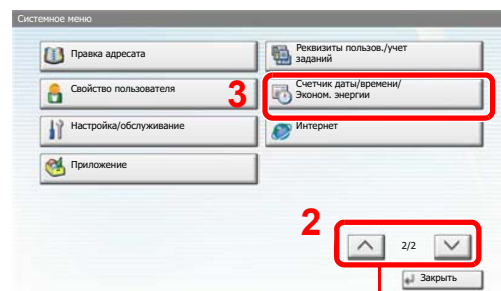 Системное меню
Правка адресата
Реквизиты пользов./учет
заданий
Свойство пользователя
3
Счетчик даты/времени/
Эконом. энергии
Настройка/обслуживание
Интернет
Приложение
2
2/2
Закрыть